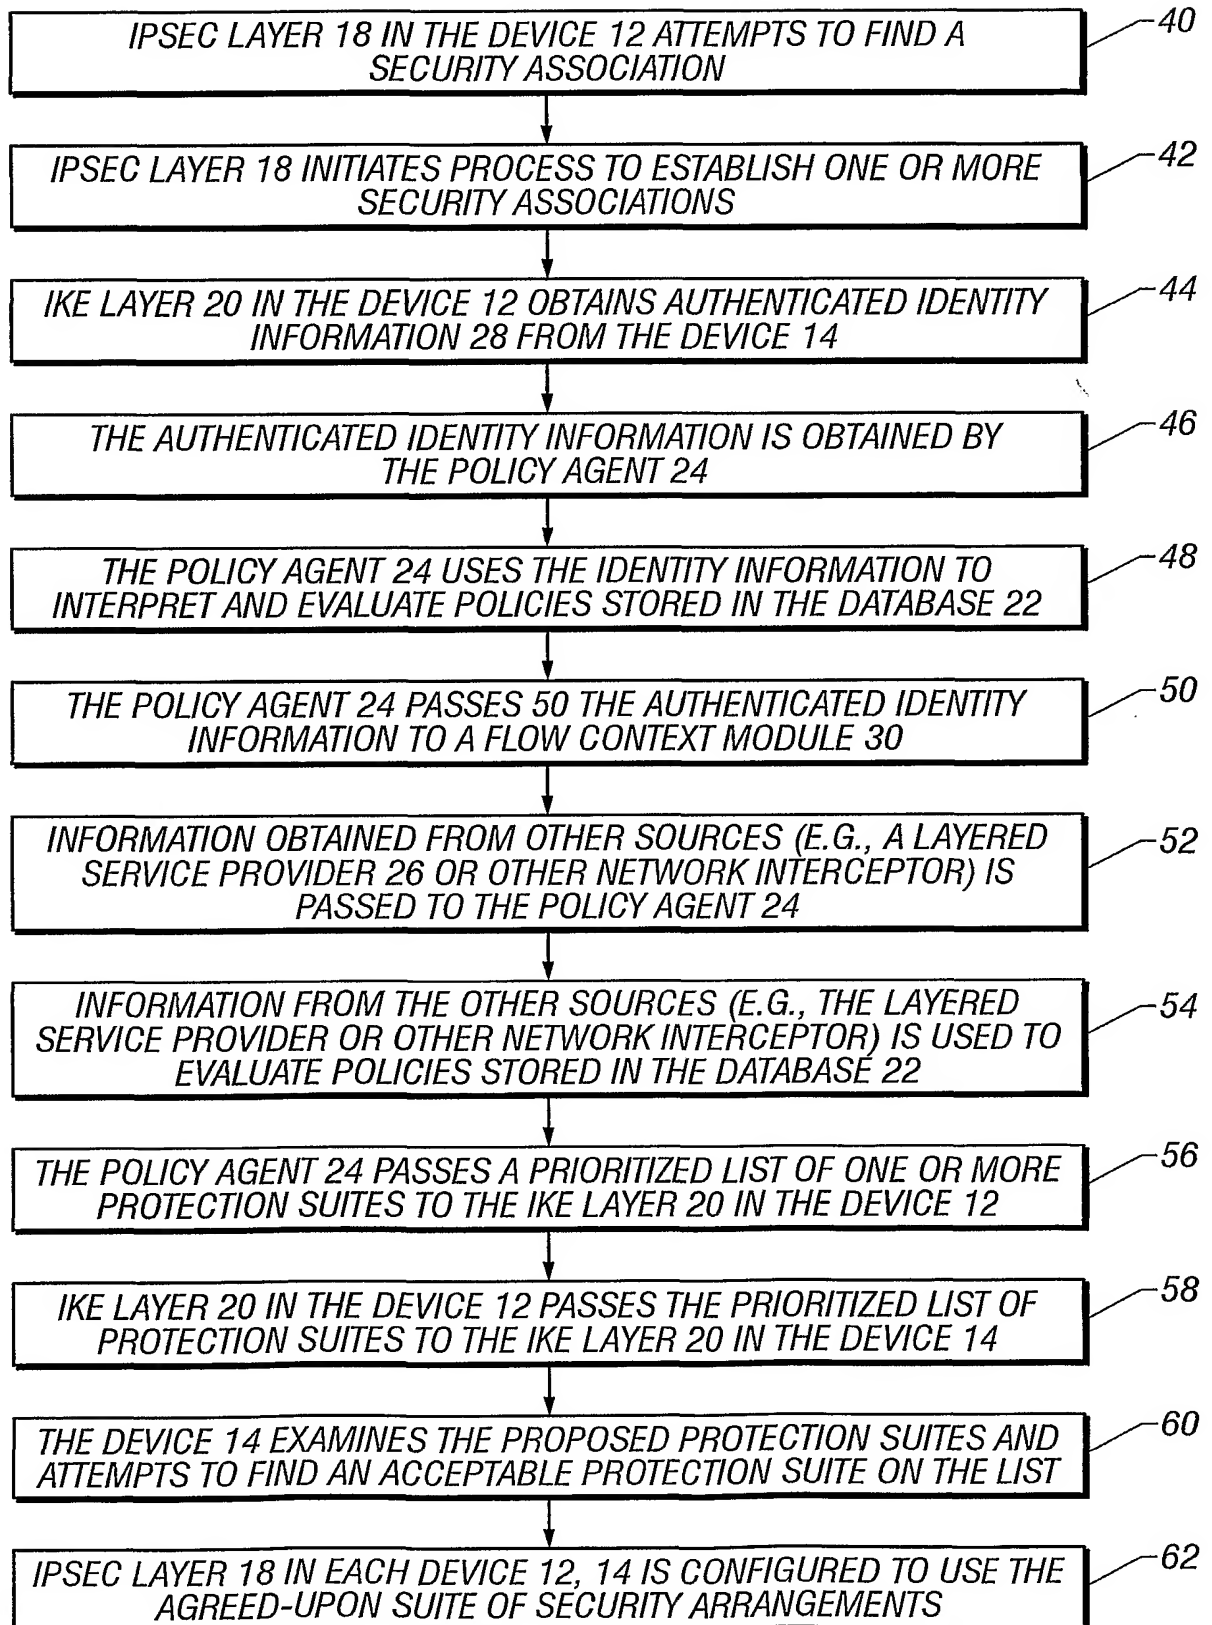 IPSEC LAYER 18 IN THE DEVICE 12 ATTEMPTS TO FIND A
SECURITY ASSOCIATION
40
IPSEC LAYER 18 INITIATES PROCESS TO ESTABLISH ONE OR MORE
SECURITY ASSOCIATIONS
42
IKE LAYER 20 IN THE DEVICE 12 OBTAINS AUTHENTICATED IDENTITY
INFORMATION 28 FROM THE DEVICE 14
44
THE AUTHENTICATED IDENTITY INFORMATION IS OBTAINED BY
THE POLICY AGENT 24
46
THE POLICY AGENT 24 USES THE IDENTITY INFORMATION TO
INTERPRET AND EVALUATE POLICIES STORED IN THE DATABASE 22
48
THE POLICY AGENT 24 PASSES 50 THE AUTHENTICATED IDENTITY
INFORMATION TO A FLOW CONTEXT MODULE 30
50
INFORMATION OBTAINED FROM OTHER SOURCES (E.G., A LAYERED
SERVICE PROVIDER 26 OR OTHER NETWORK INTERCEPTOR) IS
PASSED TO THE POLICY AGENT 24
52
INFORMATION FROM THE OTHER SOURCES (E.G., THE LAYERED
SERVICE PROVIDER OR OTHER NETWORK INTERCEPTOR) IS USED TO
EVALUATE POLICIES STORED IN THE DATABASE 22
54
THE POLICY AGENT 24 PASSES A PRIORITIZED LIST OF ONE OR MORE
PROTECTION SUITES TO THE IKE LAYER 20 IN THE DEVICE 12
56
IKE LAYER 20 IN THE DEVICE 12 PASSES THE PRIORITIZED LIST OF
PROTECTION SUITES TO THE IKE LAYER 20 IN THE DEVICE 14
58
THE DEVICE 14 EXAMINES THE PROPOSED PROTECTION SUITES AND
ATTEMPTS TO FIND AN ACCEPTABLE PROTECTION SUITE ON THE LIST
60
IPSEC LAYER 18 IN EACH DEVICE 12, 14 IS CONFIGURED TO USE THE
AGREED-UPON SUITE OF SECURITY ARRANGEMENTS
62